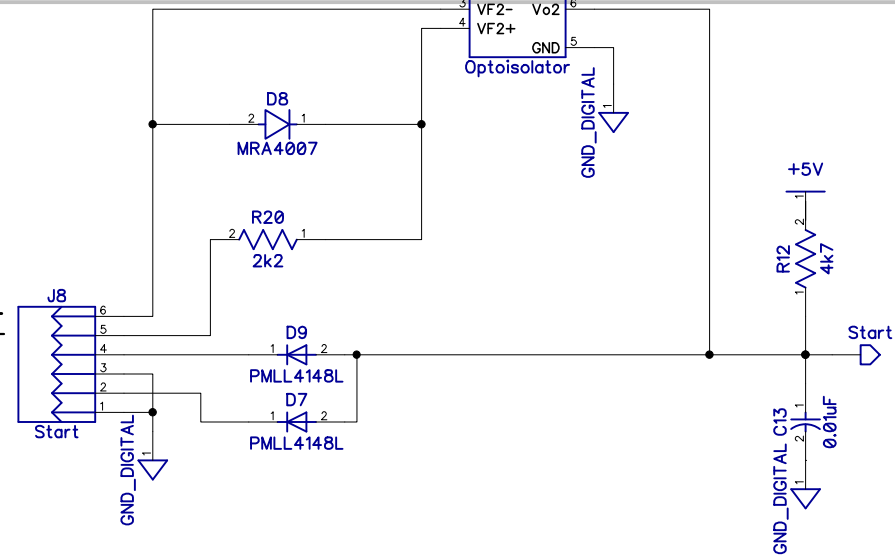 3 VF2- Vo2 6
4 VF2+
GND 5
Optoisolator
GND_DIGITAL
1
D8
2 1
MRA4007
+5V
1
2
R12
4k7
1
R20
2 1
2k2
J8
6
5
4
3
2
1
Start
D9
1 2
PMLL4148L
D7
1 2
PMLL4148L
GND_DIGITAL
1
Start
1
C13
0.01uF
2
GND_DIGITAL
1